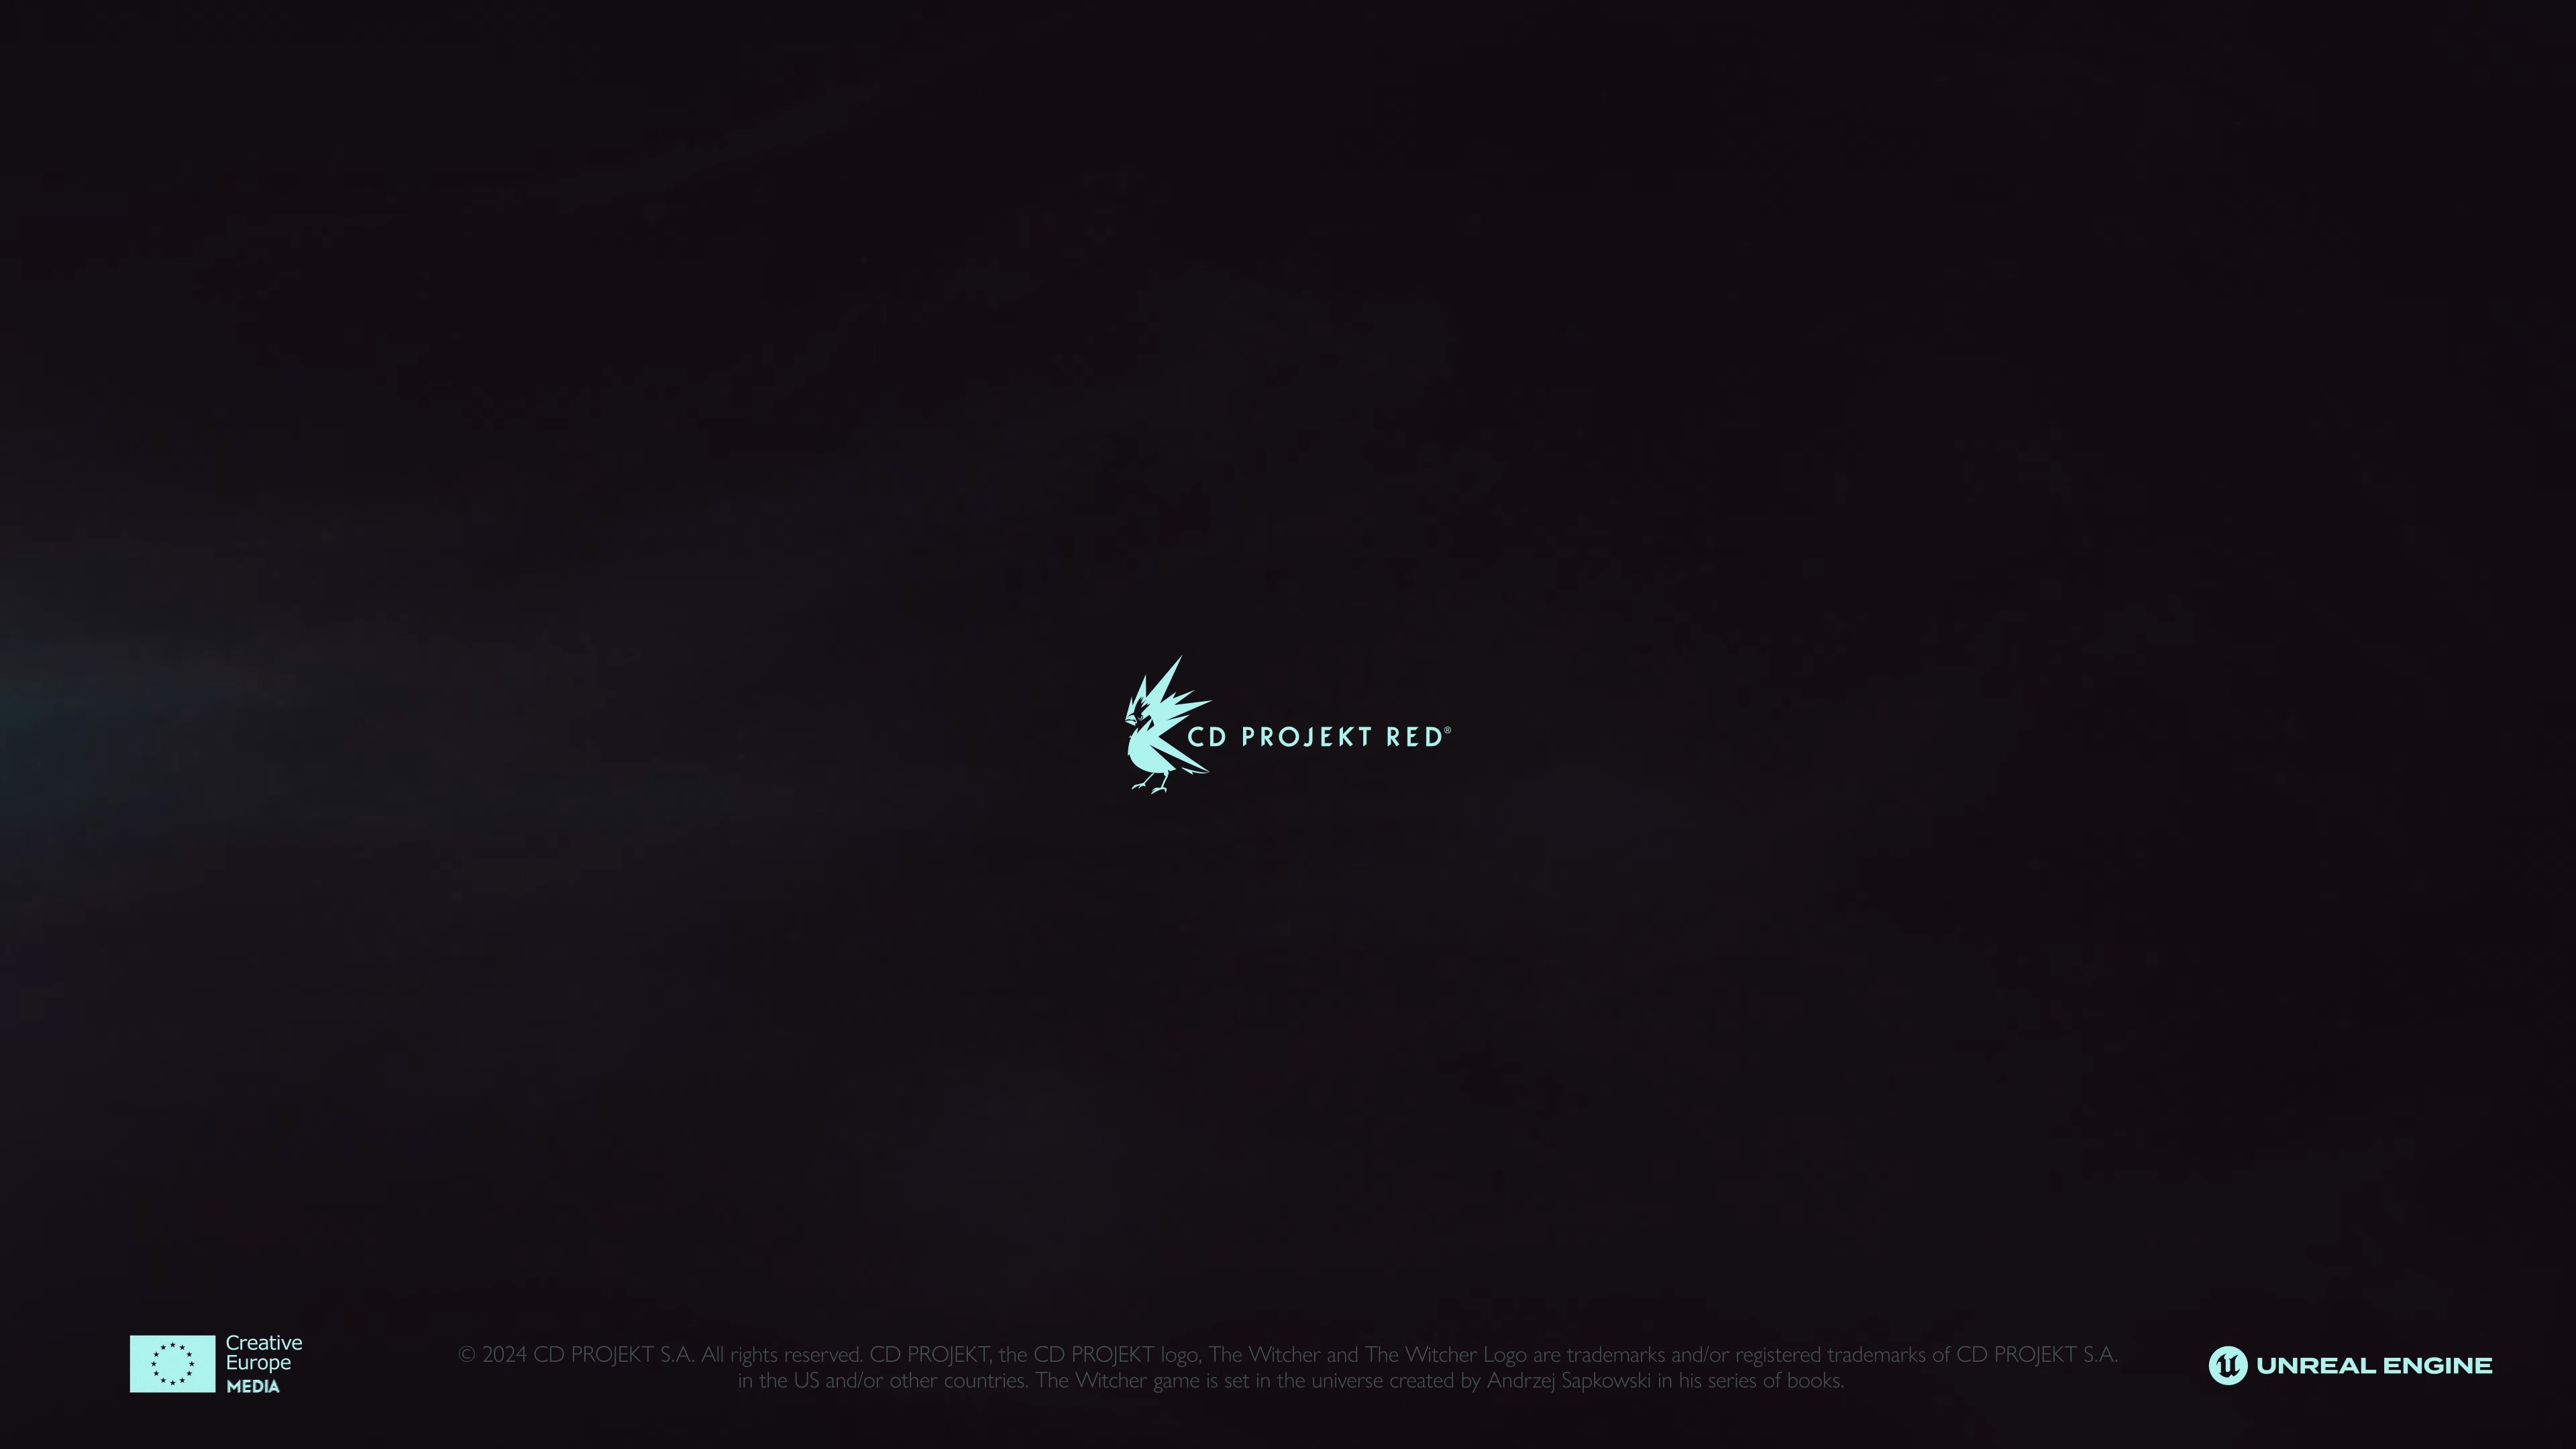 CD PROJEKT RED®
Creative
Europe
MEDIA
© 2024 CD PROJEKT S.A. All rights reserved. CD PROJEKT, the CD PROJEKT logo, The Witcher and The Witcher Logo are trademarks and/or registered trademarks of CD PROJEKT S.A.
in the US and/or other countries. The Witcher game is set in the universe created by Andrzej Sapkowski in his series of books.
UNREAL ENGINE